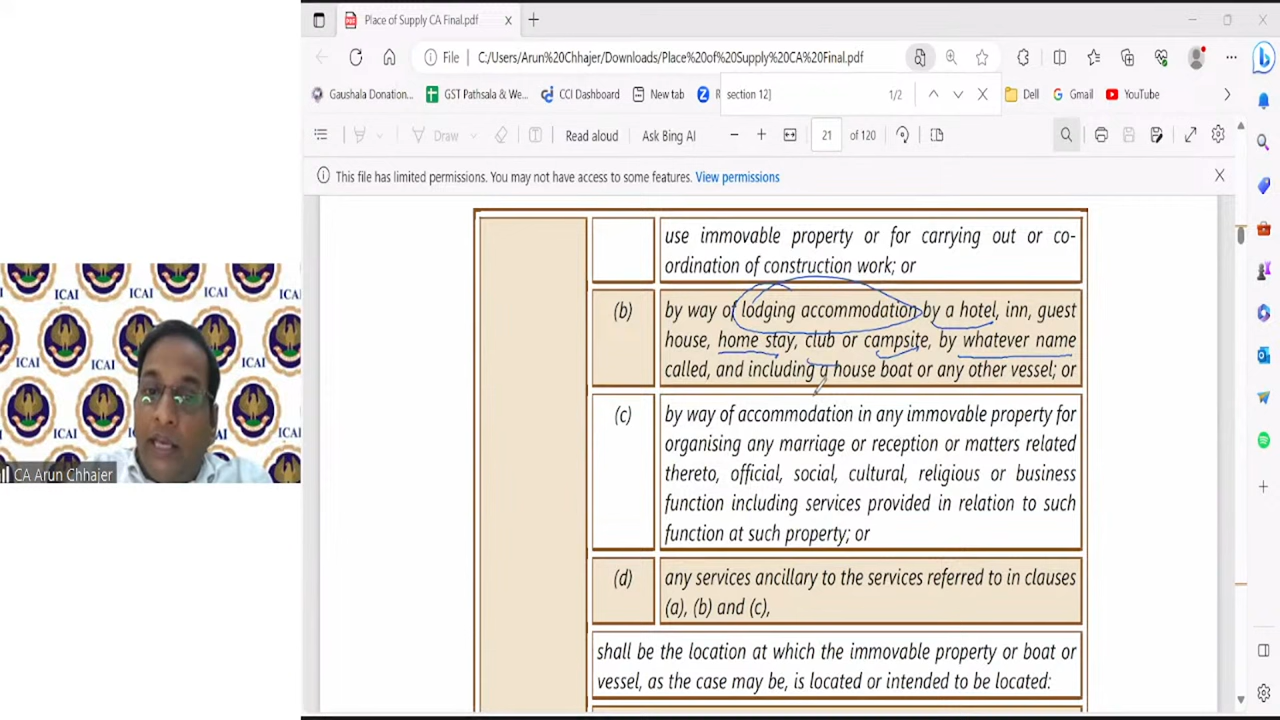 Place of Supply CA Final.pdf
File
C:/Users/Arun%20Chhajer/Downloads/Place%20of%20Supply%20CA%20Final.pdf
Gaushala Donation...
GST Pathsala & We...
CCI Dashboard
New tab
section 12]
1/2
Dell
Gmail
YouTube
Draw
Read aloud
Ask Bing AI
21
of 120
This file has limited permissions. You may not have access to some features. View permissions
use immovable property or for carrying out or co-
ordination of construction work; or
(b)
by way of lodging accommodation by a hotel, inn, guest
house, home stay, club or campsite, by whatever name
called, and including a house boat or any other vessel; or
(c)
by way of accommodation in any immovable property for
organising any marriage or reception or matters related
thereto, official, social, cultural, religious or business
function including services provided in relation to such
function at such property; or
(d)
any services ancillary to the services referred to in clauses
(a), (b) and (c),
shall be the location at which the immovable property or boat or
vessel, as the case may be, is located or intended to be located:
ICAI
ICAI
ICAI
ICAI
ICAI
ICAI
ICAI
CA Arun Chhajer